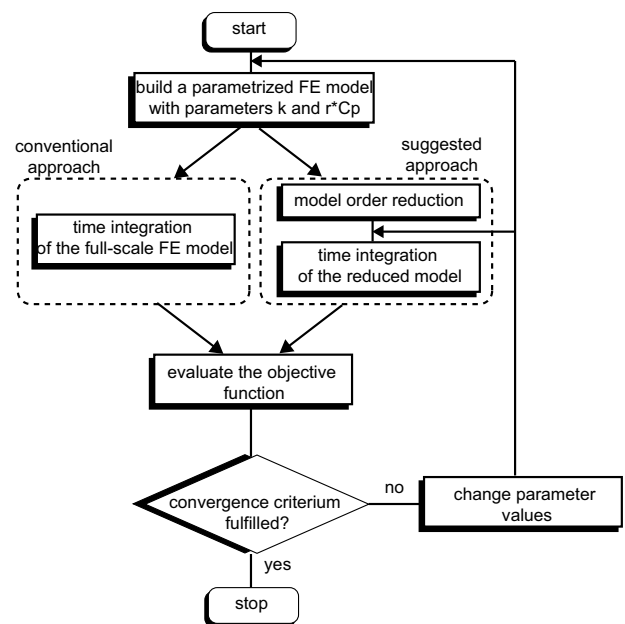 start
build a parametrized FE model
with parameters k and r*Cp
conventional
approach
suggested
approach
time integration
of the full-scale FE model
model order reduction
time integration
of the reduced model
evaluate the objective
function
convergence criterium
fulfilled?
no
change parameter
values
yes
stop